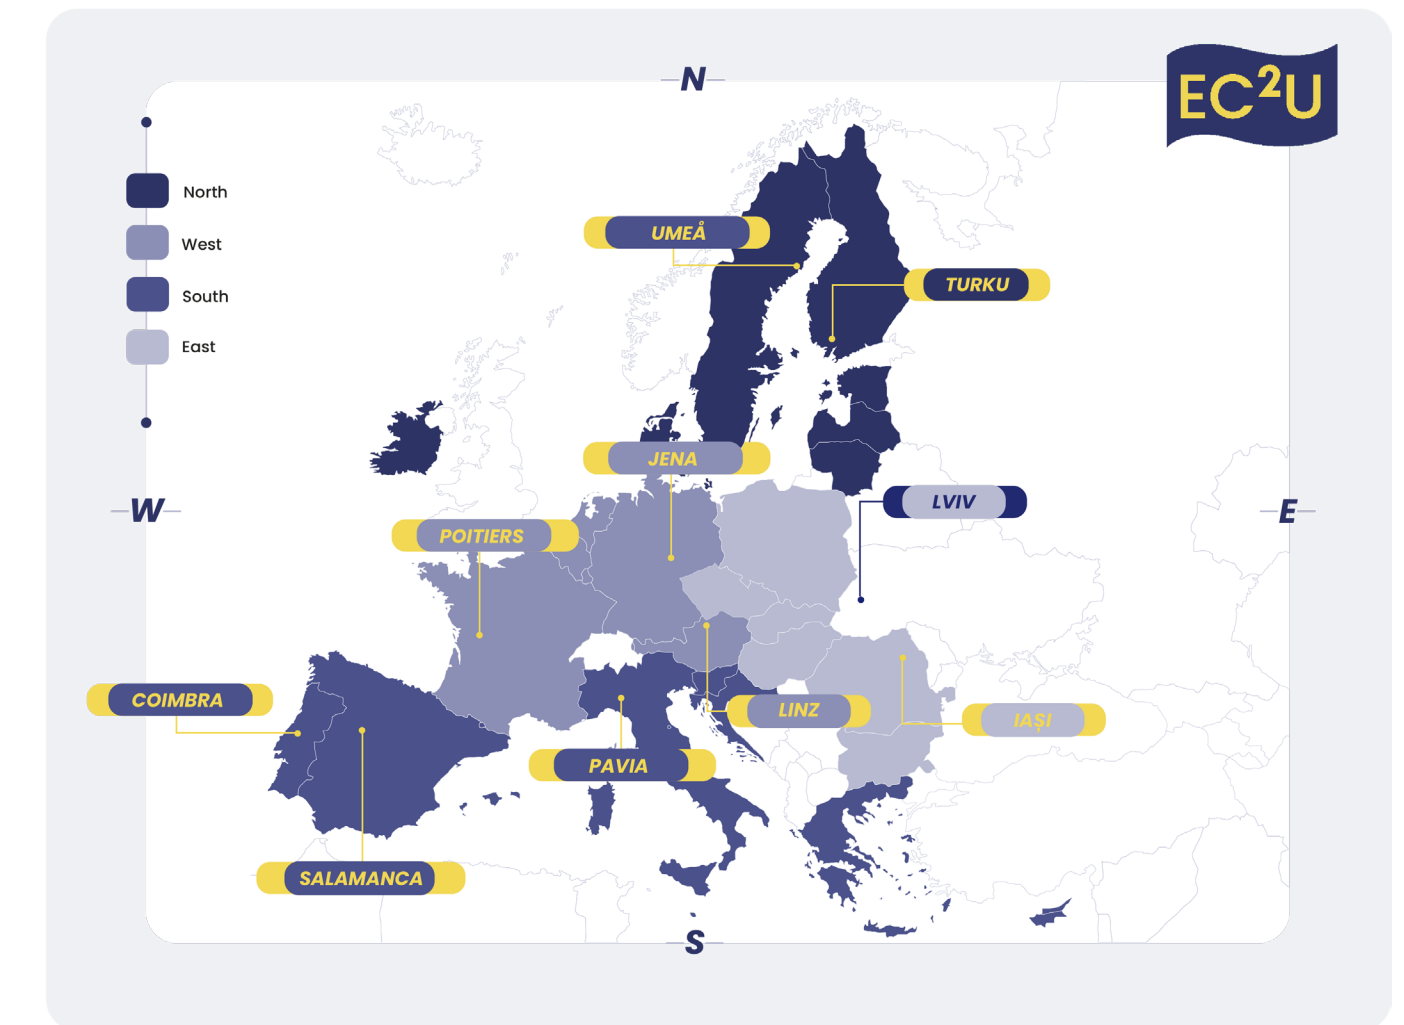 N
EC²U
North
West
South
East
UMEÅ
TURKU
JENA
LVIV
W
E
POITIERS
COIMBRA
LINZ
IAȘI
PAVIA
SALAMANCA
S